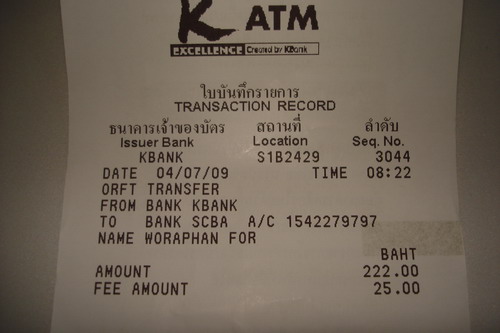 K ATM
EXCELLENCE Created by KBank
ใบบันทึกรายการ
TRANSACTION RECORD
ธนาคารเจ้าของบัตร สถานที่ ลำดับ
Issuer Bank Location Seq. No.
KBANK S1B2429 3044
DATE 04/07/09 TIME 08:22
ORFT TRANSFER
FROM BANK KBANK
TO BANK SCBA A/C 1542279797
NAME WORAPHAN FOR
BAHT
AMOUNT 222.00
FEE AMOUNT 25.00